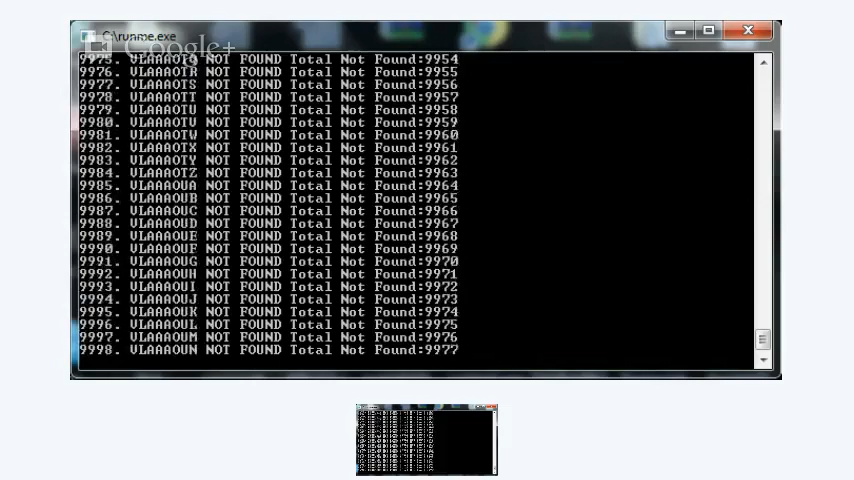 C:\runme.exe
Google+
9975. VLAAAOTQ NOT FOUND Total Not Found:9954
9976. VLAAAOTR NOT FOUND Total Not Found:9955
9977. VLAAAOTS NOT FOUND Total Not Found:9956
9978. VLAAAOTT NOT FOUND Total Not Found:9957
9979. VLAAAOTU NOT FOUND Total Not Found:9958
9980. VLAAAOTV NOT FOUND Total Not Found:9959
9981. VLAAAOTW NOT FOUND Total Not Found:9960
9982. VLAAAOTX NOT FOUND Total Not Found:9961
9983. VLAAAOTY NOT FOUND Total Not Found:9962
9984. VLAAAOTZ NOT FOUND Total Not Found:9963
9985. VLAAAOUA NOT FOUND Total Not Found:9964
9986. VLAAAOUB NOT FOUND Total Not Found:9965
9987. VLAAAOUC NOT FOUND Total Not Found:9966
9988. VLAAAOUD NOT FOUND Total Not Found:9967
9989. VLAAAOUE NOT FOUND Total Not Found:9968
9990. VLAAAOUF NOT FOUND Total Not Found:9969
9991. VLAAAOUG NOT FOUND Total Not Found:9970
9992. VLAAAOUH NOT FOUND Total Not Found:9971
9993. VLAAAOUI NOT FOUND Total Not Found:9972
9994. VLAAAOUJ NOT FOUND Total Not Found:9973
9995. VLAAAOUK NOT FOUND Total Not Found:9974
9996. VLAAAOUL NOT FOUND Total Not Found:9975
9997. VLAAAOUM NOT FOUND Total Not Found:9976
9998. VLAAAOUN NOT FOUND Total Not Found:9977